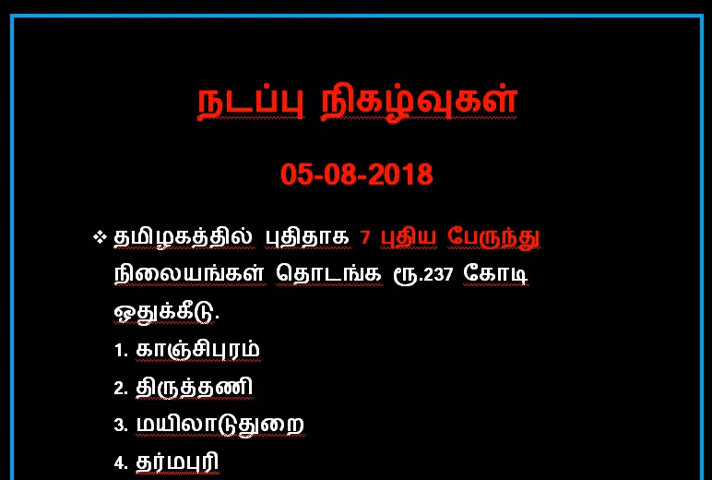 நடப்பு நிகழ்வுகள்
05-08-2018
❖ தமிழகத்தில் புதிதாக 7 புதிய பேருந்து
நிலையங்கள் தொடங்க ரூ.237 கோடி
ஒதுக்கீடு.
1. காஞ்சிபுரம்
2. திருத்தணி
3. மயிலாடுதுறை
4. தர்மபுரி